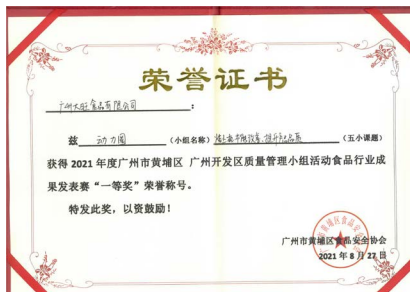 荣誉证书
广州大旺食品有限公司：
兹 动力圈 （小组名称） （五小课题）
获得 2021 年度广州市黄埔区 广州开发区质量管理小组活动食品行业成
果发表赛“一等奖”荣誉称号。
特发此奖，以资鼓励！
广州市黄埔区食品安全协会
2021 年 8 月 27 日